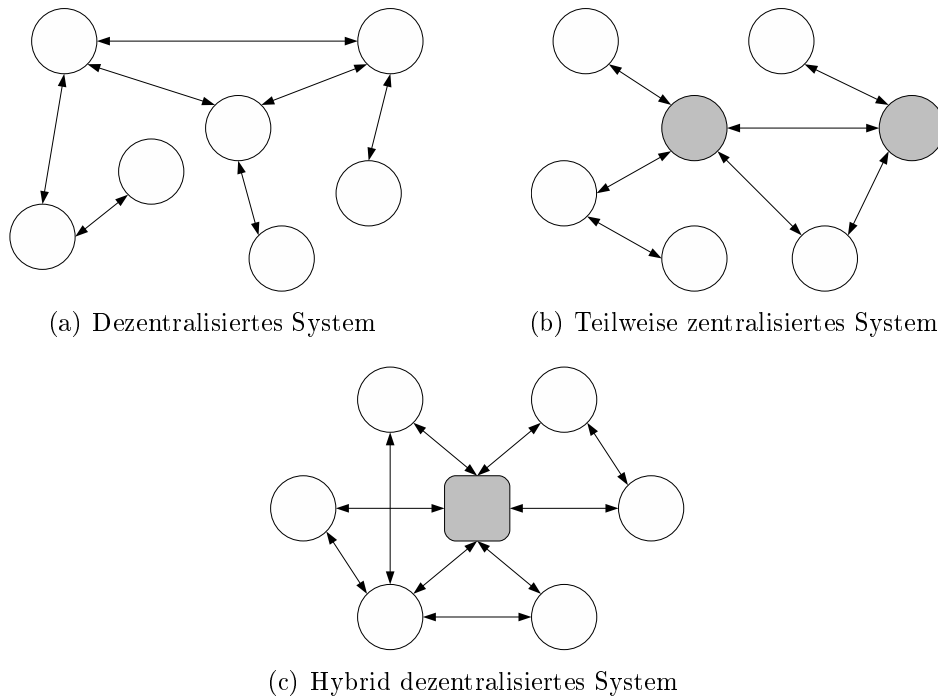 (a) Dezentralisiertes System
(b) Teilweise zentralisiertes System
(c) Hybrid dezentralisiertes System